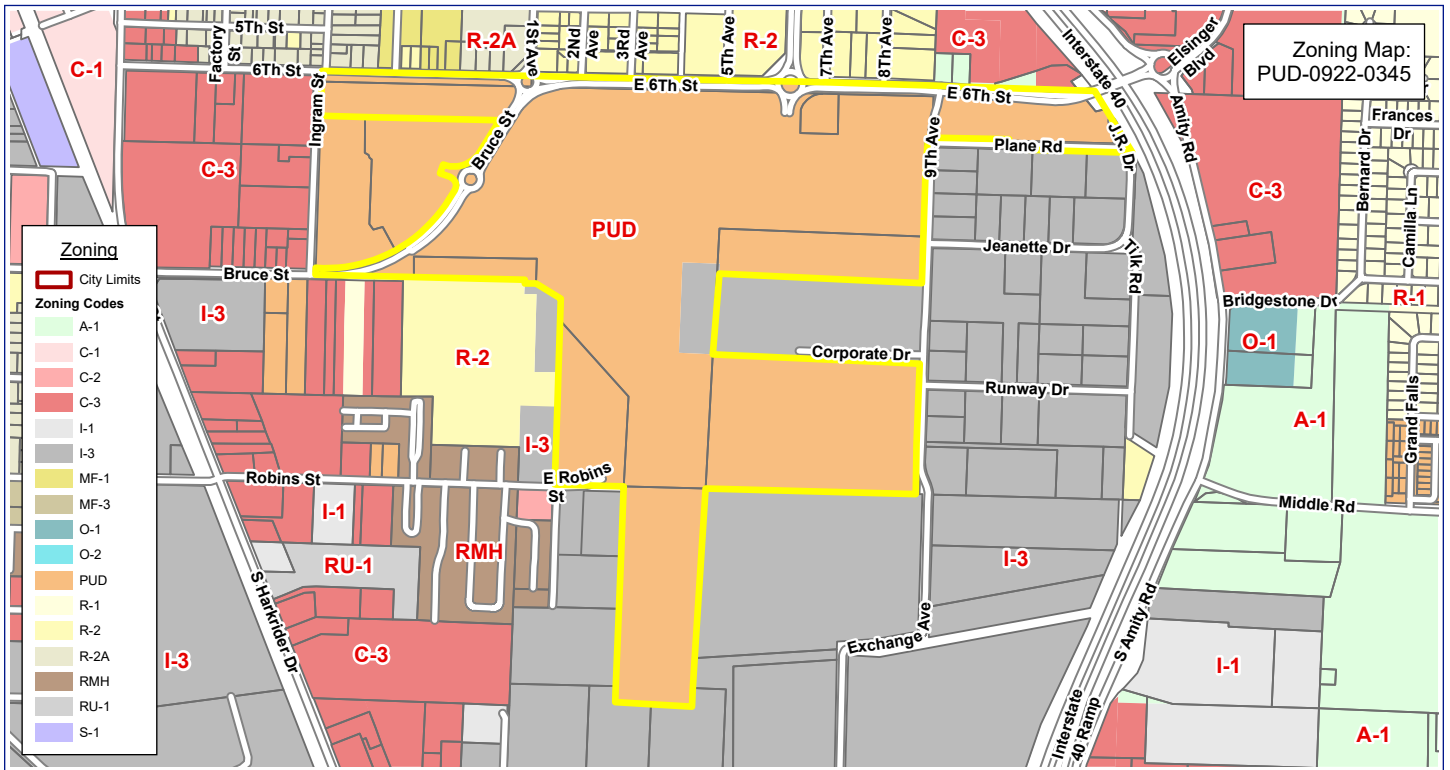 Zoning Map:
PUD-0922-0345
5Th St
Factory
St
6Th St
C-1
R-2A
1St Ave
2Nd
Ave
3Rd
Ave
5Th Ave
R-2
7Th Ave
8Th Ave
C-3
Interstate 40
Elsinger
Blvd
E 6Th St
E 6Th St
Ingram St
Bruce St
C-3
9Th Ave
Plane Rd
J.R. Dr
Amity Rd
Frances
Dr
Bernard Dr
C-3
Camilla Ln
PUD
Jeanette Dr
Tilk Rd
Bruce St
I-3
R-2
Corporate Dr
Runway Dr
Bridgestone Dr
R-1
O-1
A-1
Grand Falls
I-3
E Robins
St
Robins St
Middle Rd
I-1
RU-1
RMH
I-3
S Harkrider Dr
I-3
C-3
Exchange Ave
S Amity Rd
I-1
Interstate
40 Ramp
A-1
Zoning
City Limits
Zoning Codes
A-1
C-1
C-2
C-3
I-1
I-3
MF-1
MF-3
O-1
O-2
PUD
R-1
R-2
R-2A
RMH
RU-1
S-1